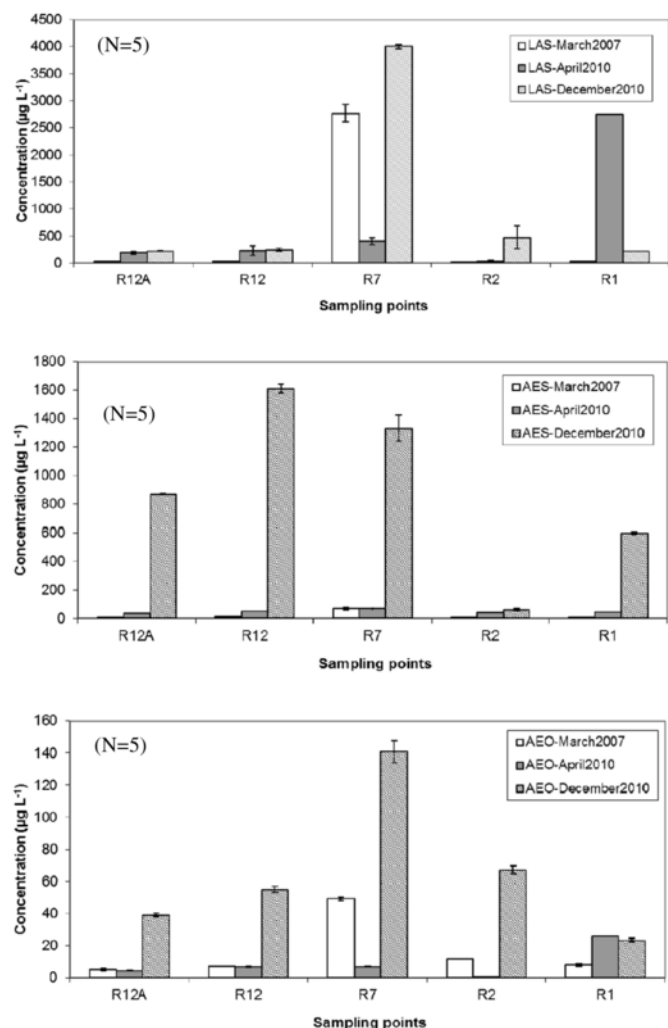 (N=5)
LAS-March2007
LAS-April2010
LAS-December2010
Concentration (µg L⁻¹)
4500
4000
3500
3000
2500
2000
1500
1000
500
0
R12A R12 R7 R2 R1
Sampling points
(N=5)
AES-March2007
AES-April2010
AES-December2010
Concentration (µg L⁻¹)
1800
1600
1400
1200
1000
800
600
400
200
0
R12A R12 R7 R2 R1
Sampling points
(N=5)
AEO-March2007
AEO-April2010
AEO-December2010
Concentration (µg L⁻¹)
160
140
120
100
80
60
40
20
0
R12A R12 R7 R2 R1
Sampling points